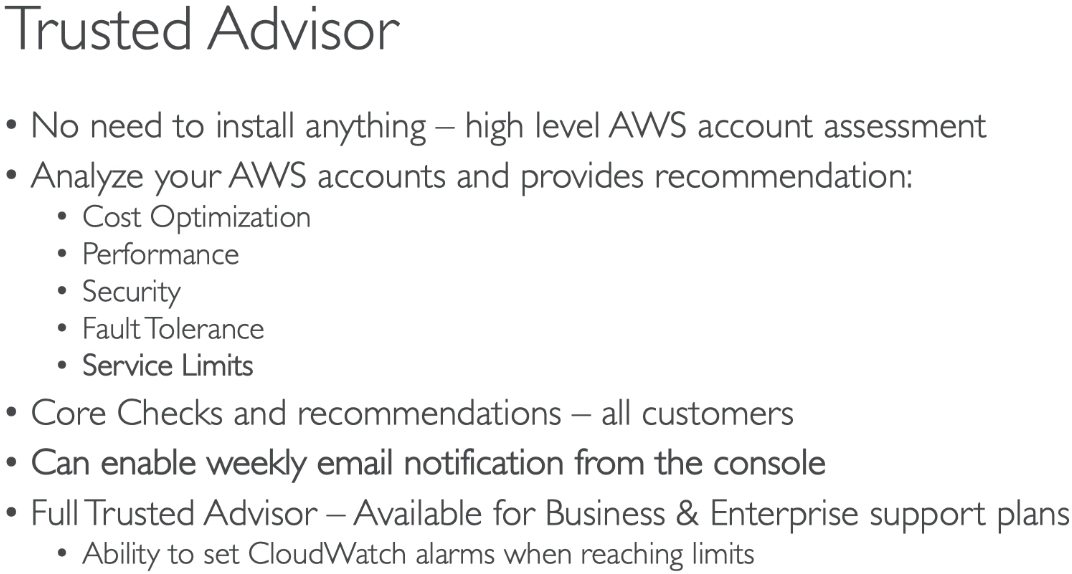 Trusted Advisor
• No need to install anything – high level AWS account assessment
• Analyze your AWS accounts and provides recommendation:
• Cost Optimization
• Performance
• Security
• Fault Tolerance
• Service Limits
• Core Checks and recommendations – all customers
• Can enable weekly email notification from the console
• Full Trusted Advisor – Available for Business & Enterprise support plans
• Ability to set CloudWatch alarms when reaching limits